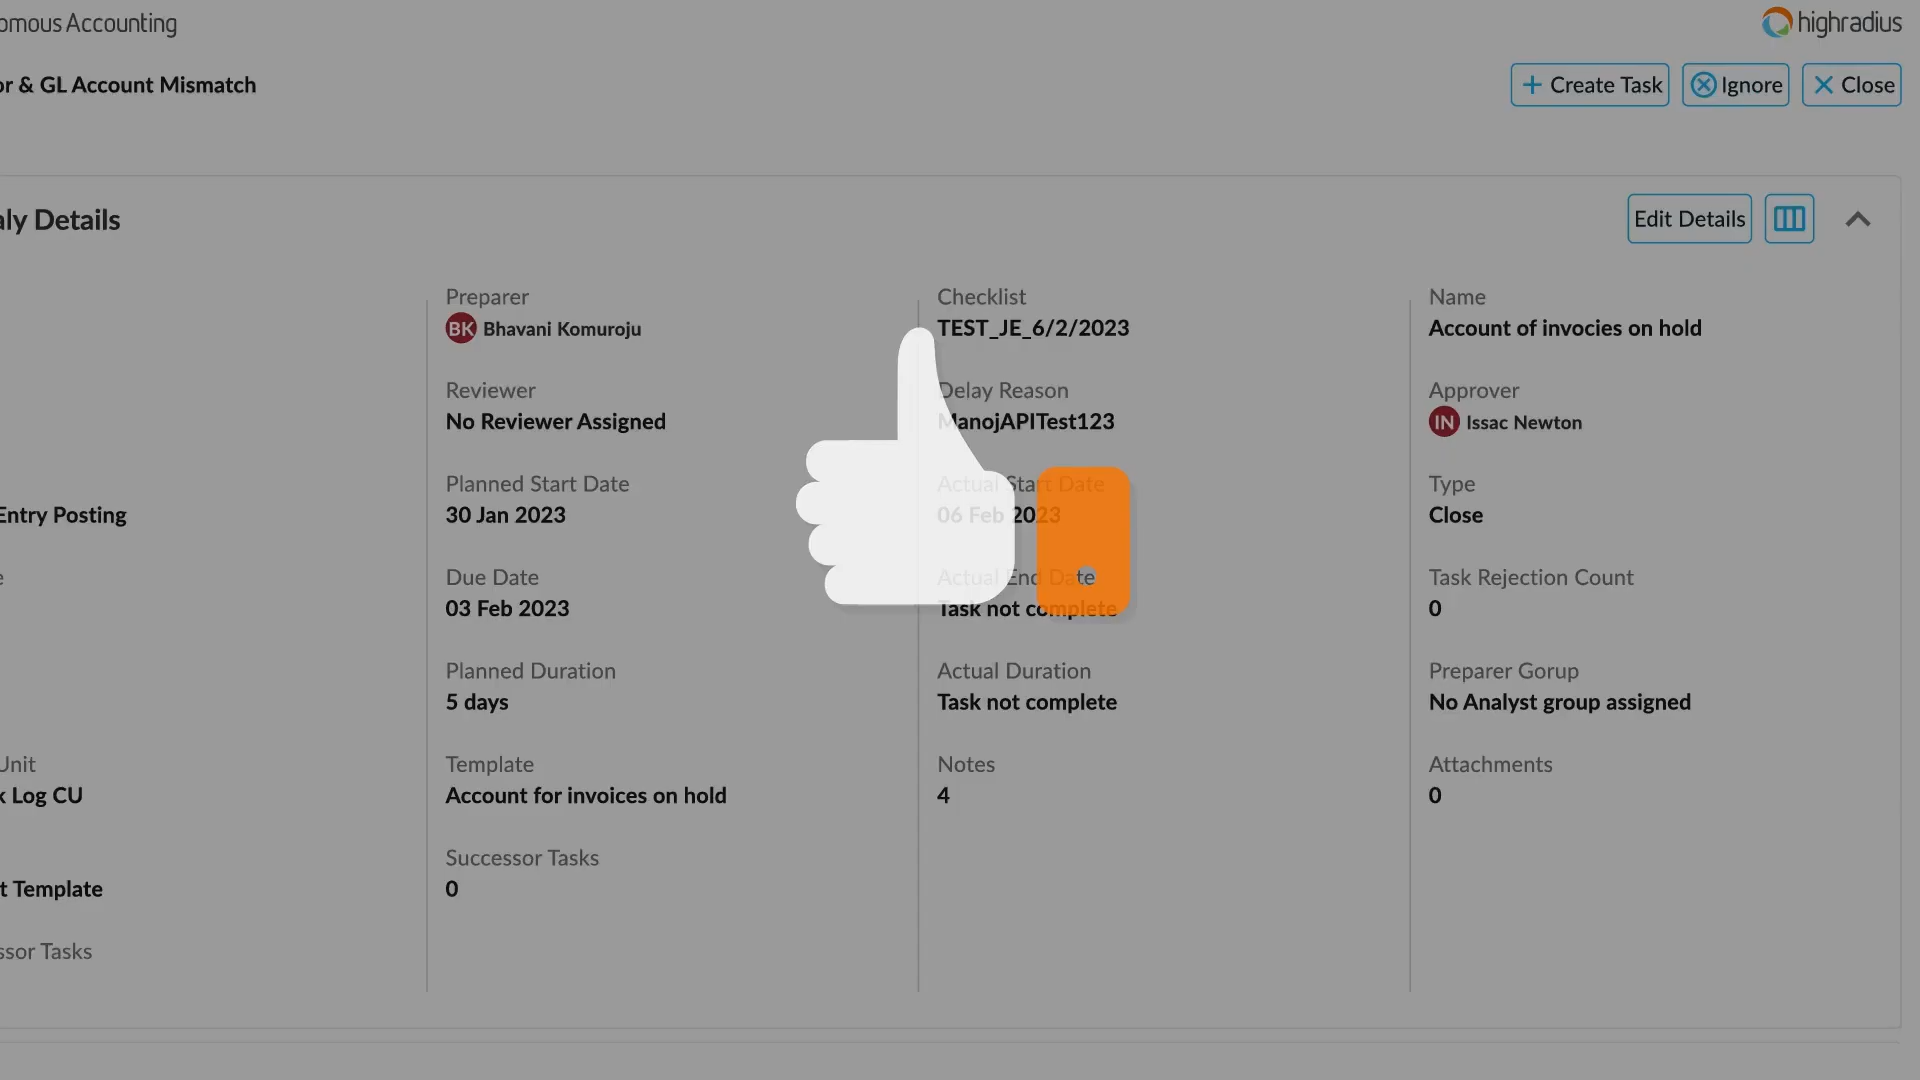 omous Accounting
highradius
or & GL Account Mismatch
Create Task
Ignore
Close
aly Details
Edit Details
Preparer
BK Bhavani Komuroju
Checklist
TEST_JE_6/2/2023
Name
Account of invocies on hold
Reviewer
No Reviewer Assigned
Delay Reason
ManojAPITest123
Approver
IN Issac Newton
Entry Posting
Planned Start Date
30 Jan 2023
Actual Start Date
06 Feb 2023
Type
Close
e
Due Date
03 Feb 2023
Actual End Date
Task not complete
Task Rejection Count
0
Planned Duration
5 days
Actual Duration
Task not complete
Preparer Gorup
No Analyst group assigned
Unit
k Log CU
Template
Account for invoices on hold
Notes
4
Attachments
0
t Template
Successor Tasks
0
ssor Tasks